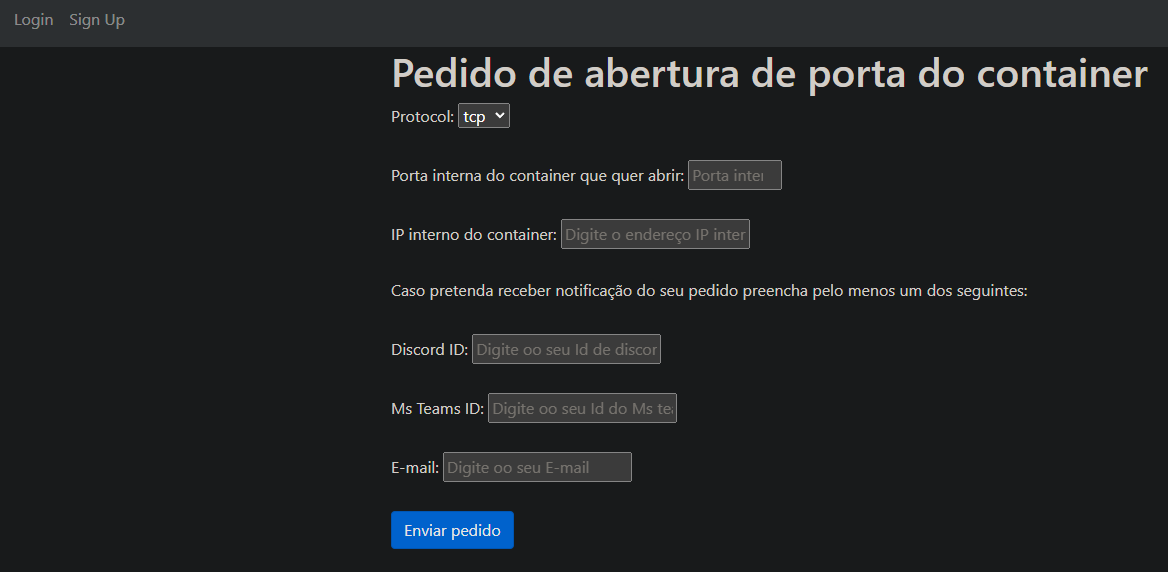 Login Sign Up
Pedido de abertura de porta do container
Protocol: tcp
Porta interna do container que quer abrir: Porta inter
IP interno do container: Digite o endereço IP inter
Caso pretenda receber notificação do seu pedido preencha pelo menos um dos seguintes:
Discord ID: Digite oo seu Id de discor
Ms Teams ID: Digite oo seu Id do Ms tea
E-mail: Digite oo seu E-mail
Enviar pedido